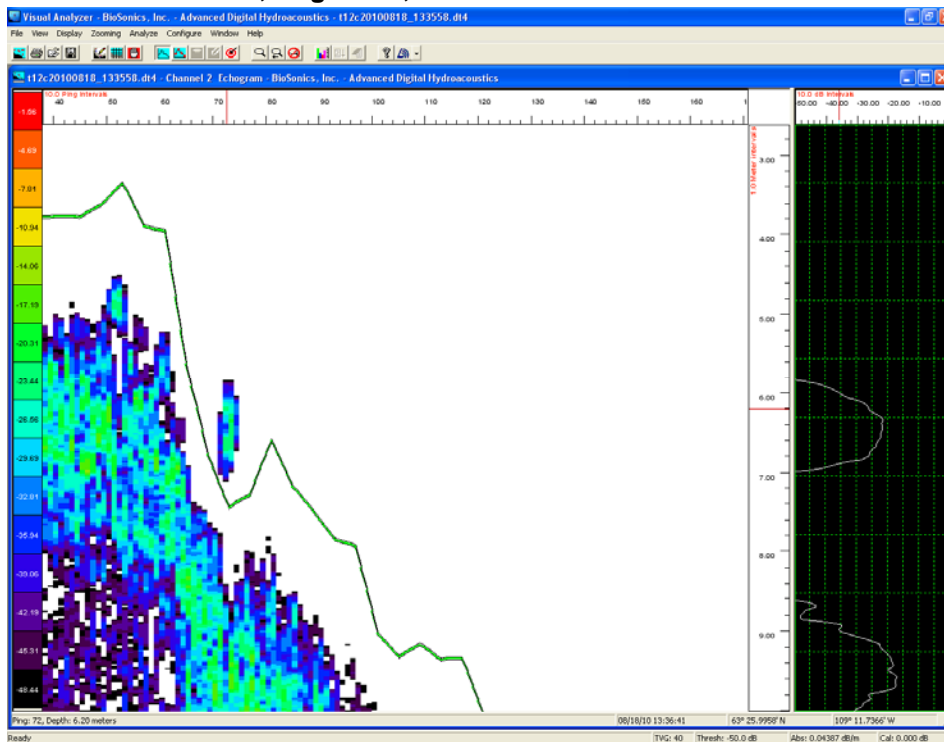 Visual Analyzer - BioSonics, Inc. - Advanced Digital Hydroacoustics - t12c20100818_133558.dt4
File View Display Zooming Analyze Configure Window Help
t12c20100818_133558.dt4 - Channel 2 Echogram - BioSonics, Inc. - Advanced Digital Hydroacoustics
10.0 Ping Intervals
40 50 60 70 80 90 100 110 120 130 140 150 160 1
10.0 dB Intervals
60.00 -40.00 -30.00 -20.00 -10.00
1.0 Meter intervals
3.00
4.00
5.00
6.00
7.00
8.00
9.00
-1.56
-4.69
-7.81
-10.94
-14.06
-17.19
-20.31
-23.44
-26.56
-29.69
-32.81
-35.94
-39.06
-42.19
-45.31
-48.44
Ping: 72, Depth: 6.20 meters
08/18/10 13:36:41
63° 25.9958' N
109° 11.7366' W
Ready
TVG: 40
Thresh: -50.0 dB
Abs: 0.04387 dB/m
Cal: 0.000 dB